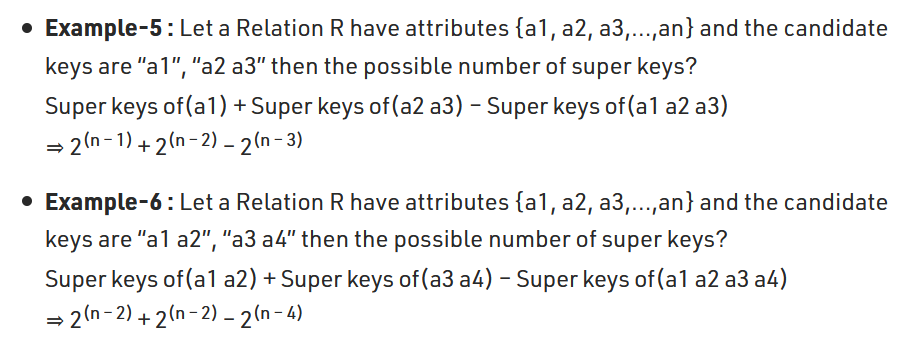 • Example-5 : Let a Relation R have attributes {a1, a2, a3,...,an} and the candidate
keys are “a1”, “a2 a3” then the possible number of super keys?
Super keys of(a1) + Super keys of(a2 a3) – Super keys of(a1 a2 a3)
⇒ 2^(n – 1) + 2^(n – 2) – 2^(n – 3)
• Example-6 : Let a Relation R have attributes {a1, a2, a3,...,an} and the candidate
keys are “a1 a2”, “a3 a4” then the possible number of super keys?
Super keys of(a1 a2) + Super keys of(a3 a4) – Super keys of(a1 a2 a3 a4)
⇒ 2^(n – 2) + 2^(n – 2) – 2^(n – 4)